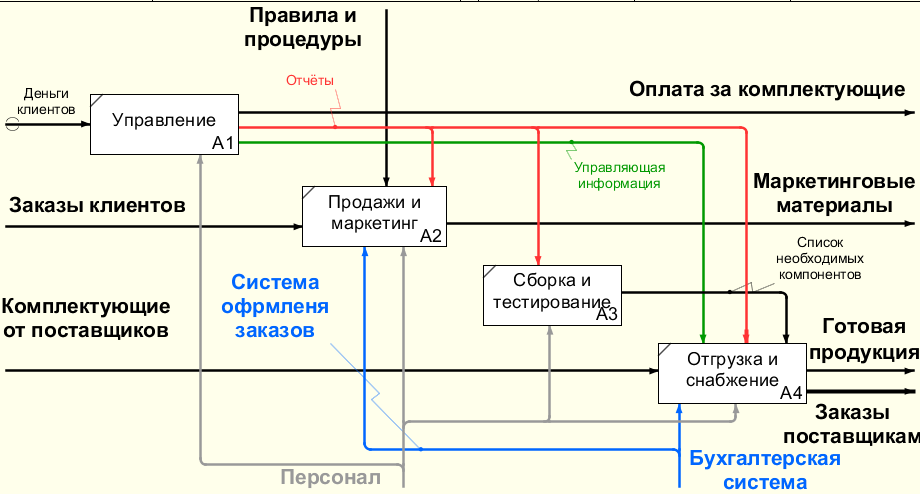 Правила и
процедуры
Отчёты
Деньги
клиентов
Оплата за комплектующие
Управление
A1
Управляющая
информация
Маркетинговые
материалы
Заказы клиентов
Продажи и
маркетинг
A2
Список
необходимых
компонентов
Система
офрмленя
заказов
Сборка и
тестирование
A3
Комплектующие
от поставщиков
Готовая
продукция
Отгрузка и
снабжение
A4
Заказы
поставщикам
Бухгалтерская
система
Персонал